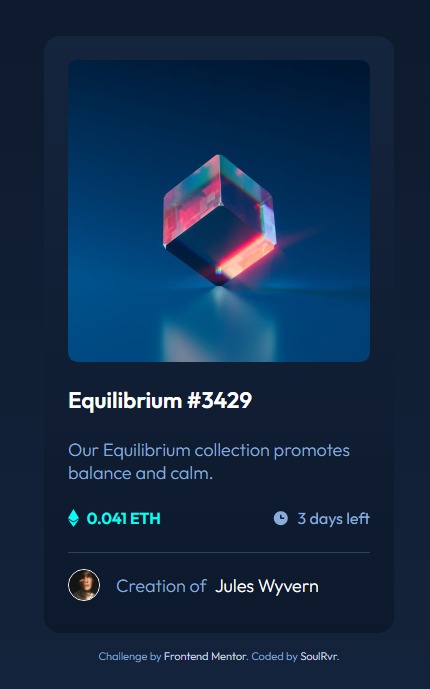 Equilibrium #3429
Our Equilibrium collection promotes
balance and calm.
0.041 ETH
3 days left
Creation of Jules Wyvern
Challenge by Frontend Mentor. Coded by SoulRvr.